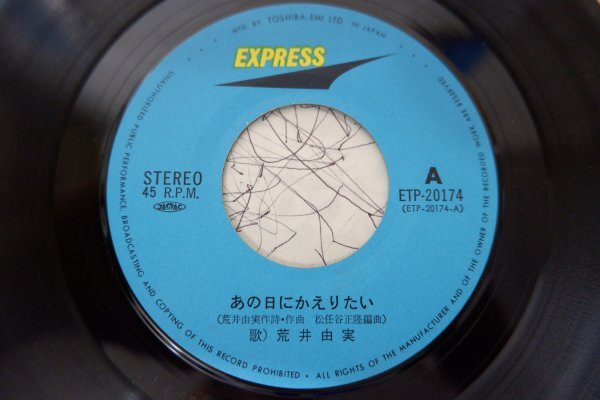 MFD. BY TOSHIBA-EMI LTD. IN JAPAN
EXPRESS
STEREO
45 R.P.M.
JASRAC
A
ETP-20174
(ETP-20174-A)
あの日にかえりたい
(荒井由実作詩・作曲 松任谷正隆編曲)
歌) 荒井由実
UNAUTHORIZED PUBLIC PERFORMANCE, BROADCASTING AND COPYING OF THIS RECORD PROHIBITED • ALL RIGHTS OF THE MANUFACTURER AND OF THE OWNER OF THE RECORDED WORK ARE RESERVED